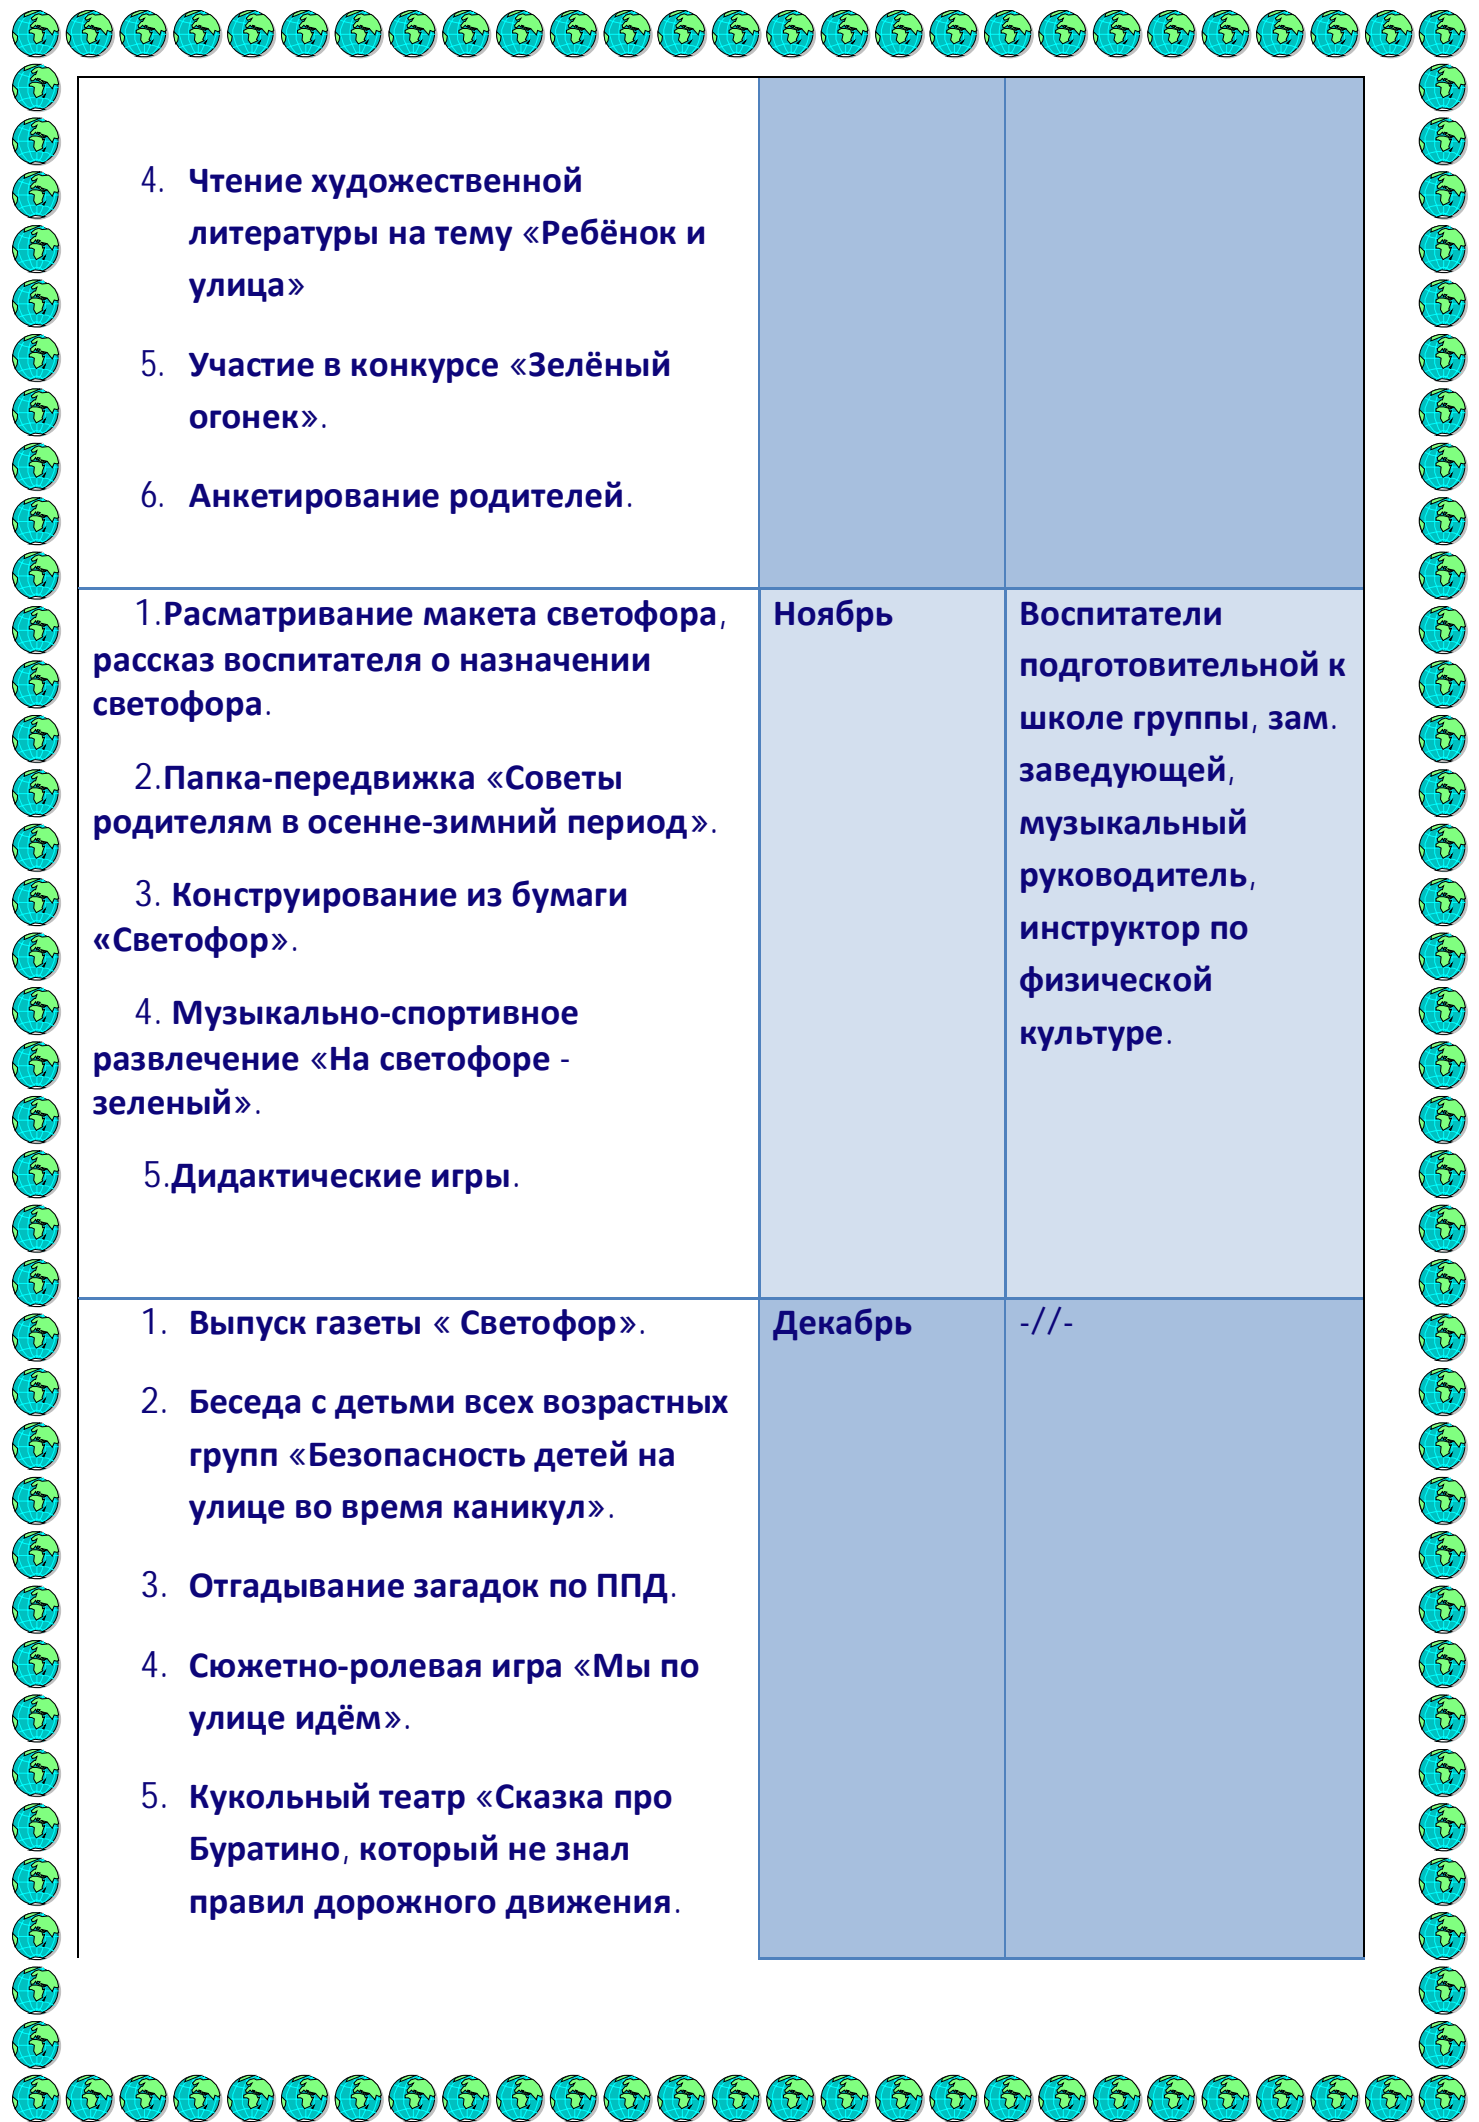 4. Чтение художественной
литературы на тему «Ребёнок и
улица»
5. Участие в конкурсе «Зелёный
огонек».
6. Анкетирование родителей.
1.Расматривание макета светофора,
рассказ воспитателя о назначении
светофора.
2.Папка-передвижка «Советы
родителям в осенне-зимний период».
3. Конструирование из бумаги
«Светофор».
4. Музыкально-спортивное
развлечение «На светофоре -
зеленый».
5.Дидактические игры.
Ноябрь
Воспитатели
подготовительной к
школе группы, зам.
заведующей,
музыкальный
руководитель,
инструктор по
физической
культуре.
1. Выпуск газеты « Светофор».
2. Беседа с детьми всех возрастных
групп «Безопасность детей на
улице во время каникул».
3. Отгадывание загадок по ППД.
4. Сюжетно-ролевая игра «Мы по
улице идём».
5. Кукольный театр «Сказка про
Буратино, который не знал
правил дорожного движения.
Декабрь
-//-